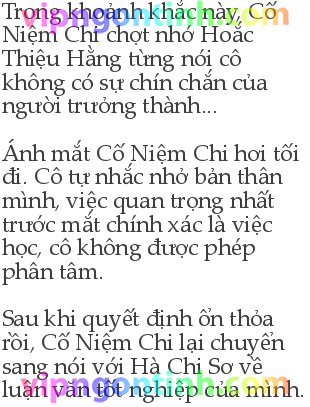 Trong khoảnh khắc này, Cố
Niệm Chi chợt nhớ Hoắc
Thiệu Hằng từng nói cô
không có sự chín chắn của
người trưởng thành...
Ánh mắt Cố Niệm Chi hơi tối
đi. Cô tự nhắc nhở bản thân
mình, việc quan trọng nhất
trước mắt chính xác là việc
học, cô không được phép
phân tâm.
Sau khi quyết định ổn thỏa
rồi, Cố Niệm Chi lại chuyển
sang nói với Hà Chi Sơ về
luận văn tốt nghiệp của mình.
vipngontinh.com
vipngontinh.com